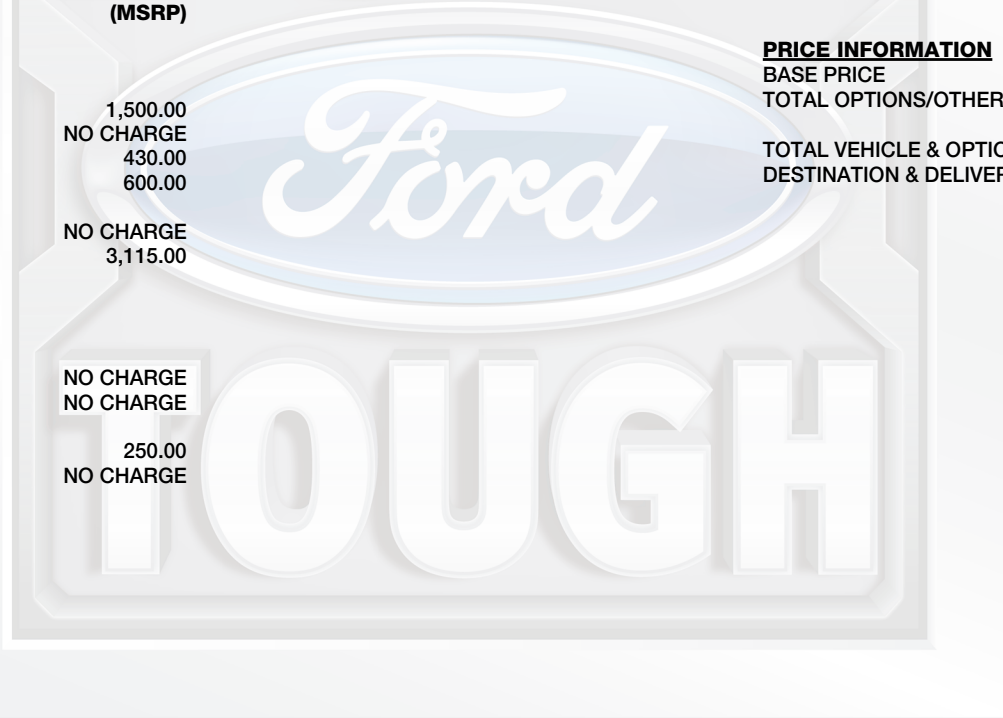 (MSRP)
1,500.00
NO CHARGE
430.00
600.00
NO CHARGE
3,115.00
NO CHARGE
NO CHARGE
250.00
NO CHARGE
PRICE INFORMATION
BASE PRICE
TOTAL OPTIONS/OTHER
TOTAL VEHICLE & OPTIO
DESTINATION & DELIVER
Ford
TOUGH